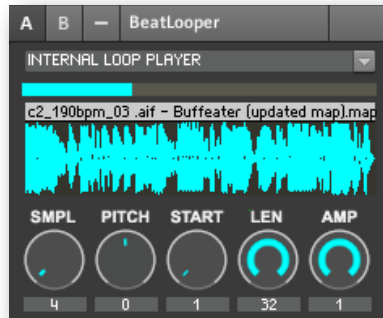 A B – BeatLooper
INTERNAL LOOP PLAYER
c2_190bpm_03 .aif - Buffeater (updated map).map
SMPL PITCH START LEN AMP
4 0 1 32 1